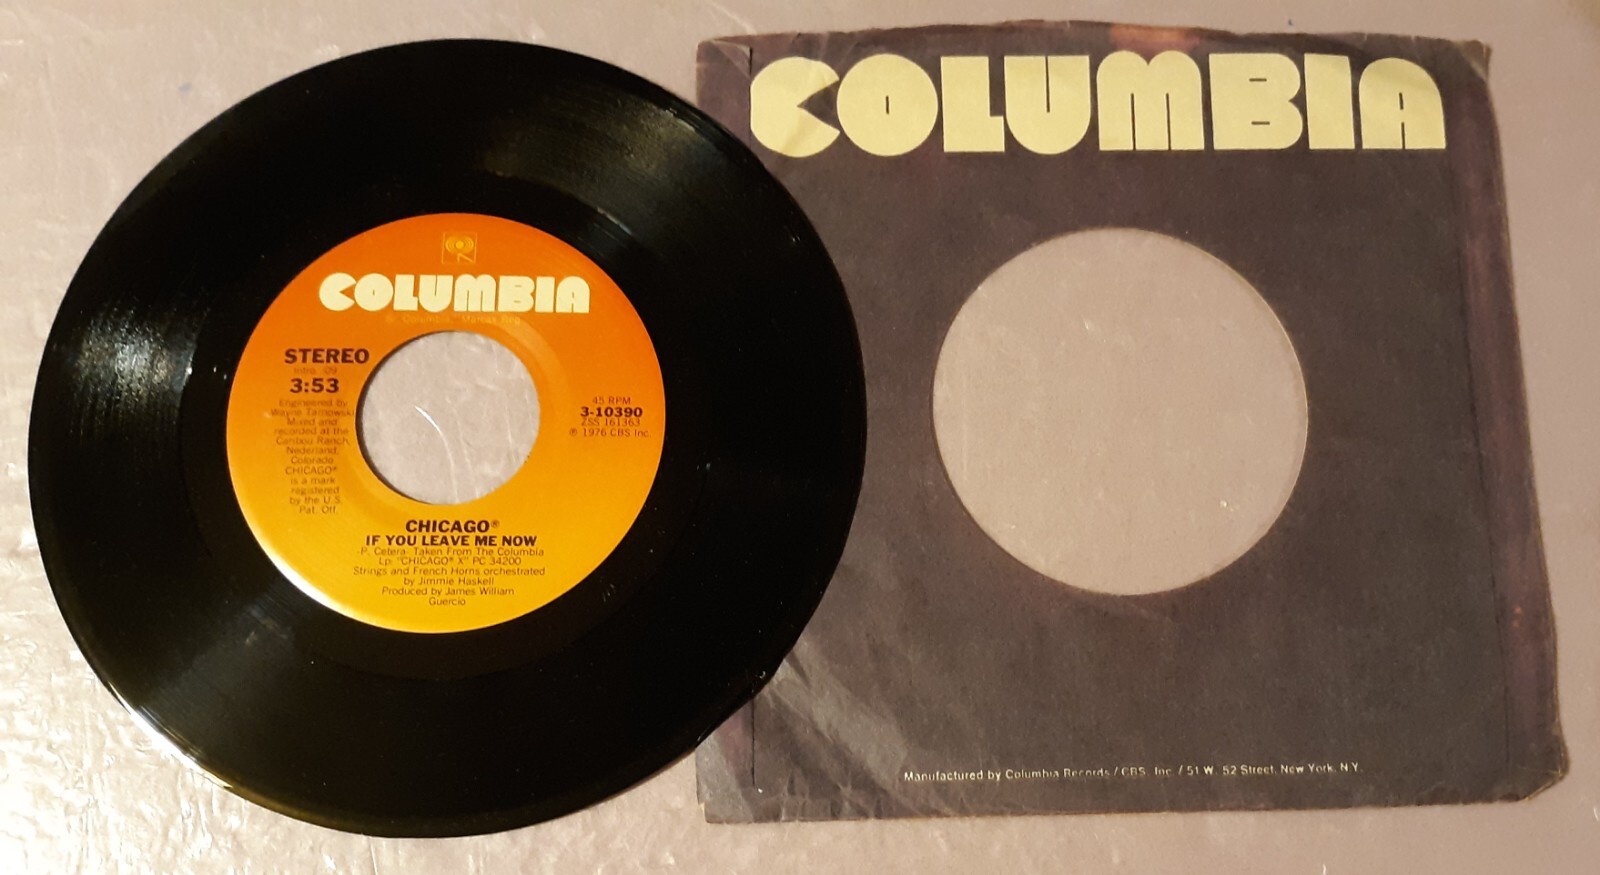 COLUMBIA
STEREO
Intro. :09
3:53
Engineered By
Wayne Tarnowski
Mixed and
recorded at the
Caribou Ranch,
Nederland,
Colorado
CHICAGO®
is a mark
registered
by the U.S.
Pat. Off.
45 RPM
3-10390
ZSS 161363
℗ 1976 CBS Inc.
CHICAGO®
IF YOU LEAVE ME NOW
-P. Cetera- Taken From The Columbia
Lp: "CHICAGO® X" PC 34200
Strings and French Horns orchestrated
by Jimmie Haskell
Produced by James William
Guercio
COLUMBIA
Manufactured by Columbia Records / CBS, Inc. / 51 W. 52 Street, New York, N.Y.